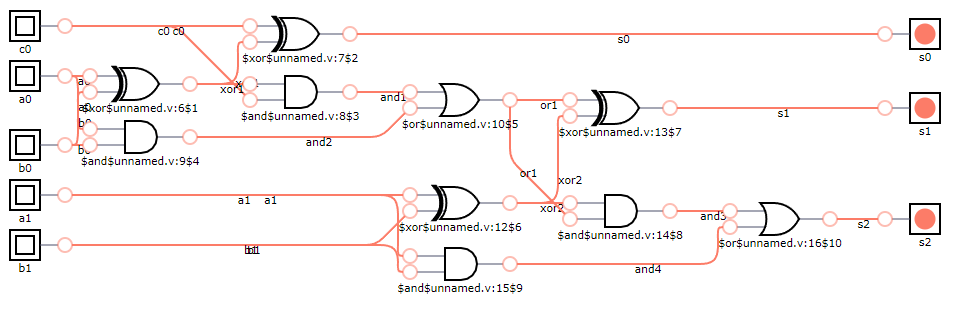 c0 c0
s0
c0
$xor$unnamed.v:7$2
s0
a0
xor1
xor1
and1
or1
a0
a0
$xor$unnamed.v:6$1
$and$unnamed.v:8$3
$or$unnamed.v:10$5
$xor$unnamed.v:13$7
s1
s1
b0
b0
and2
b0
$and$unnamed.v:9$4
or1
xor2
a1
a1 a1
xor2
and3
$xor$unnamed.v:12$6
$and$unnamed.v:14$8
s2
s2
$or$unnamed.v:16$10
b1
b1
b1
and4
$and$unnamed.v:15$9